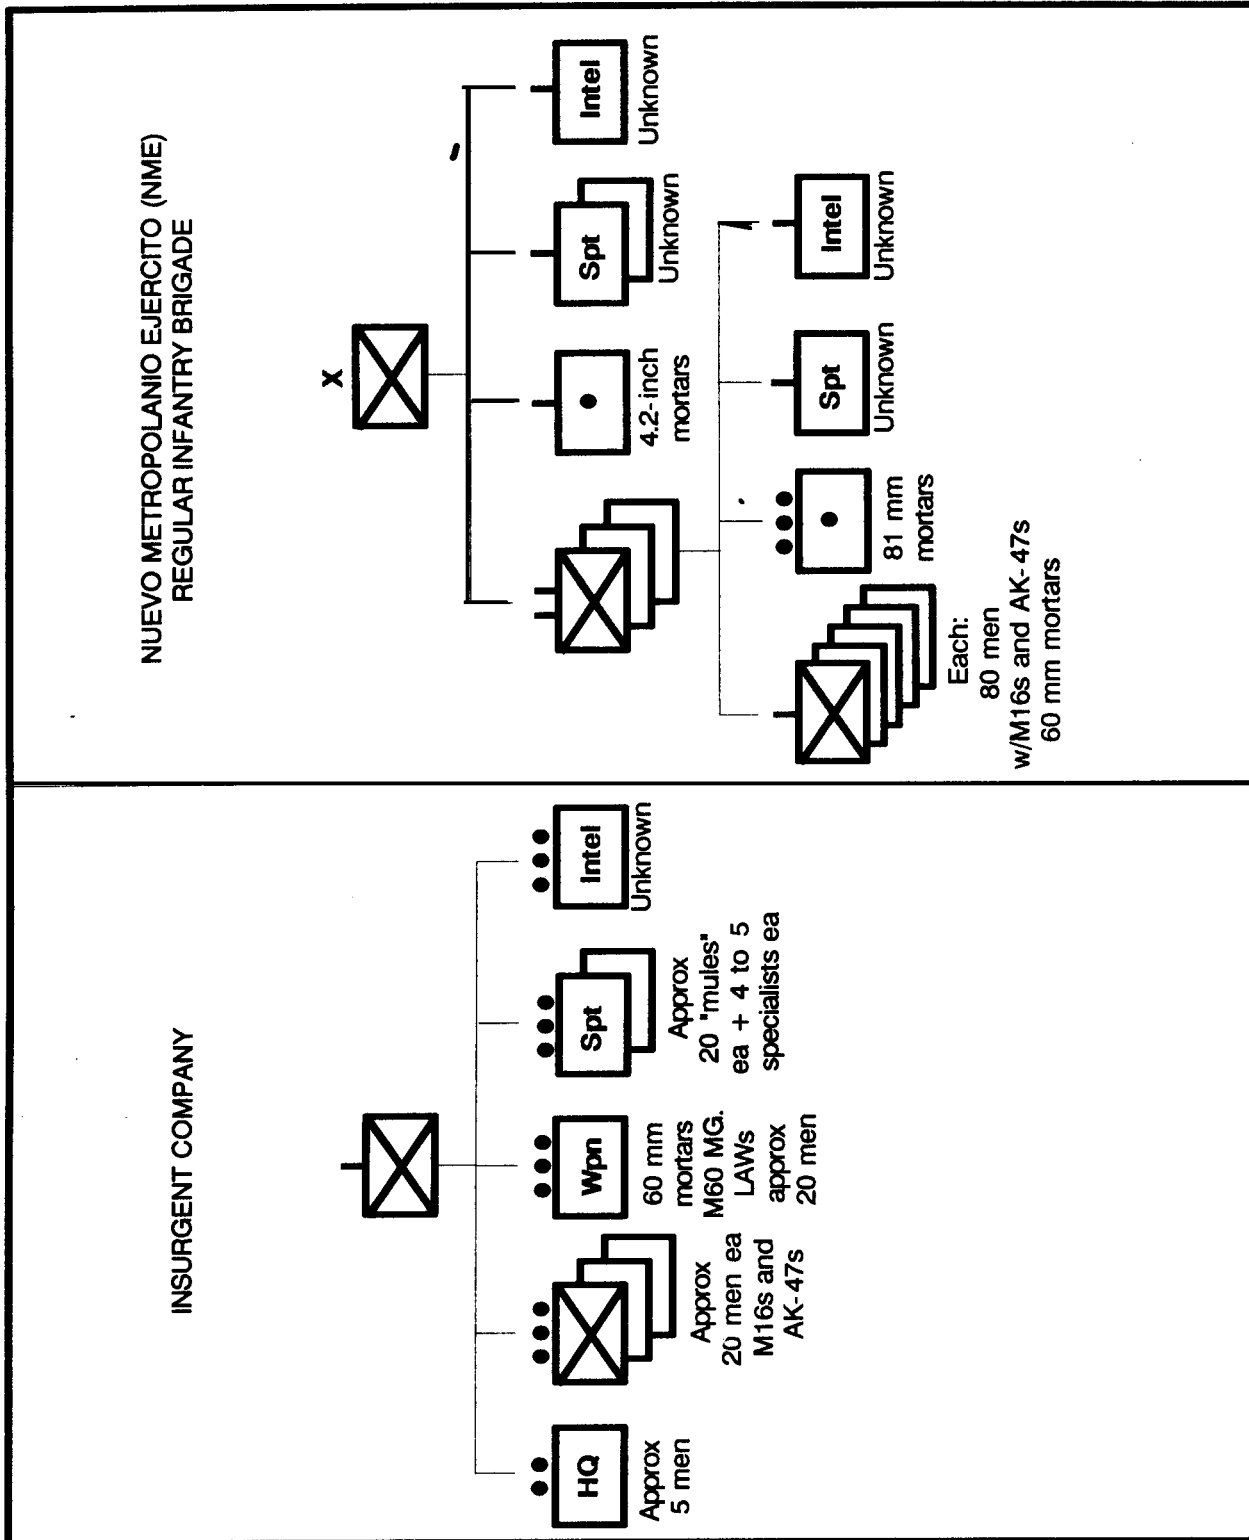 INSURGENT COMPANY
HQ
Approx
5 men
Approx
20 men ea
M16s and
AK-47s
Wpn
60 mm
mortars
M60 MG.
LAWs
approx
20 men
Spt
Approx
20 "mules"
ea + 4 to 5
specialists ea
Intel
Unknown
NUEVO METROPOLANIO EJERCITO (NME)
REGULAR INFANTRY BRIGADE
X
4.2-inch
mortars
Spt
Unknown
Intel
Unknown
Each:
80 men
w/M16s and AK-47s
60 mm mortars
81 mm
mortars
Spt
Unknown
Intel
Unknown